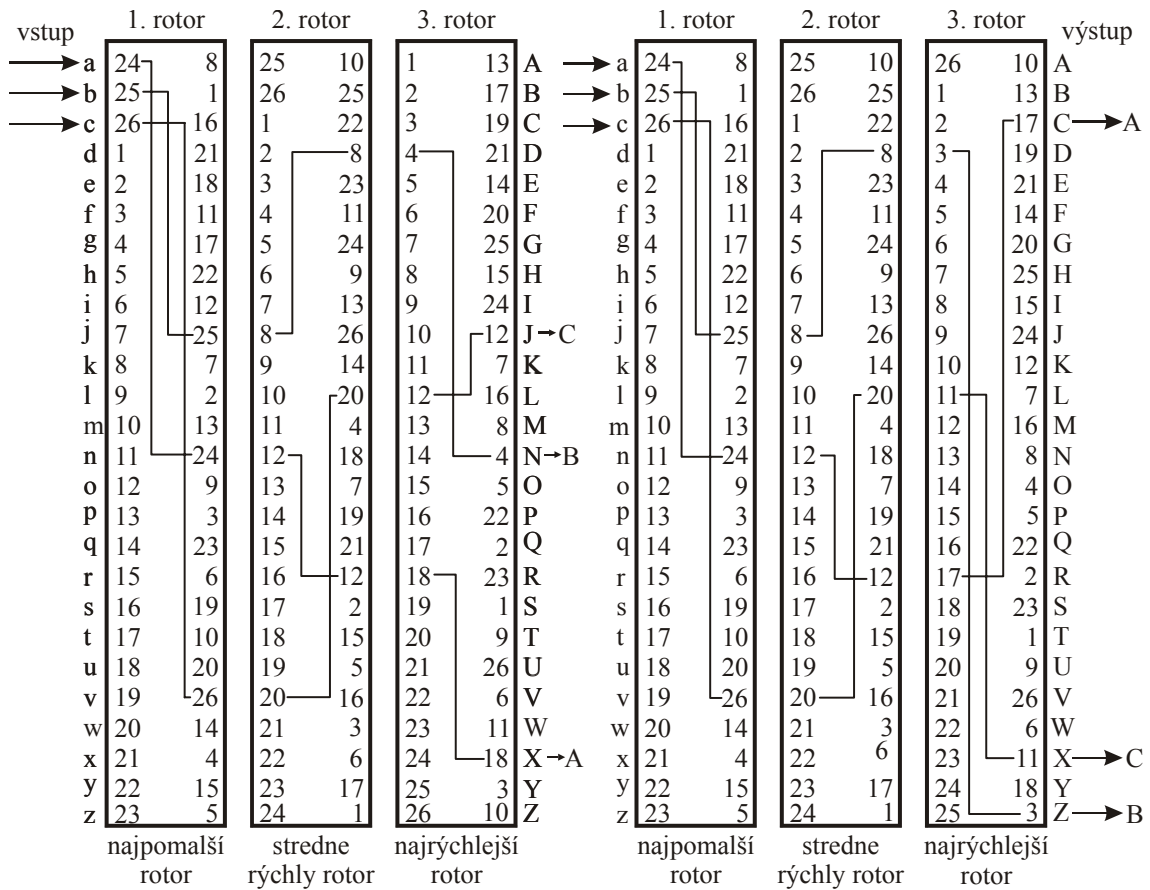 1. rotor 2. rotor 3. rotor 1. rotor 2. rotor 3. rotor
vstup výstup
a 24 8 25 10 1 13 A a 24 8 25 10 26 10 A
b 25 1 26 25 2 17 B b 25 1 26 25 1 13 B
c 26 16 1 22 3 19 C c 26 16 1 22 2 17 C A
d 1 21 2 8 4 21 D d 1 21 2 8 3 19 D
e 2 18 3 23 5 14 E e 2 18 3 23 4 21 E
f 3 11 4 11 6 20 F f 3 11 4 11 5 14 F
g 4 17 5 24 7 25 G g 4 17 5 24 6 20 G
h 5 22 6 9 8 15 H h 5 22 6 9 7 25 H
i 6 12 7 13 9 24 I i 6 12 7 13 8 15 I
j 7 25 8 26 10 12 J C j 7 25 8 26 9 24 J
k 8 7 9 14 11 7 K k 8 7 9 14 10 12 K
l 9 2 10 20 12 16 L l 9 2 10 20 11 7 L
m 10 13 11 4 13 8 M m 10 13 11 4 12 16 M
n 11 24 12 18 14 4 N B n 11 24 12 18 13 8 N
o 12 9 13 7 15 5 O o 12 9 13 7 14 4 O
p 13 3 14 19 16 22 P p 13 3 14 19 15 5 P
q 14 23 15 21 17 2 Q q 14 23 15 21 16 22 Q
r 15 6 16 12 18 23 R r 15 6 16 12 17 2 R
s 16 19 17 2 19 1 S s 16 19 17 2 18 23 S
t 17 10 18 15 20 9 T t 17 10 18 15 19 1 T
u 18 20 19 5 21 26 U u 18 20 19 5 20 9 U
v 19 26 20 16 22 6 V v 19 26 20 16 21 26 V
w 20 14 21 3 23 11 W w 20 14 21 3 22 6 W
x 21 4 22 6 24 18 X A x 21 4 22 6 23 11 X C
y 22 15 23 17 25 3 Y y 22 15 23 17 24 18 Y
z 23 5 24 1 26 10 Z z 23 5 24 1 25 3 Z B
najpomalší stredne najrýchlejší najpomalší stredne najrýchlejší
rotor rýchly rotor rotor rotor rýchly rotor rotor